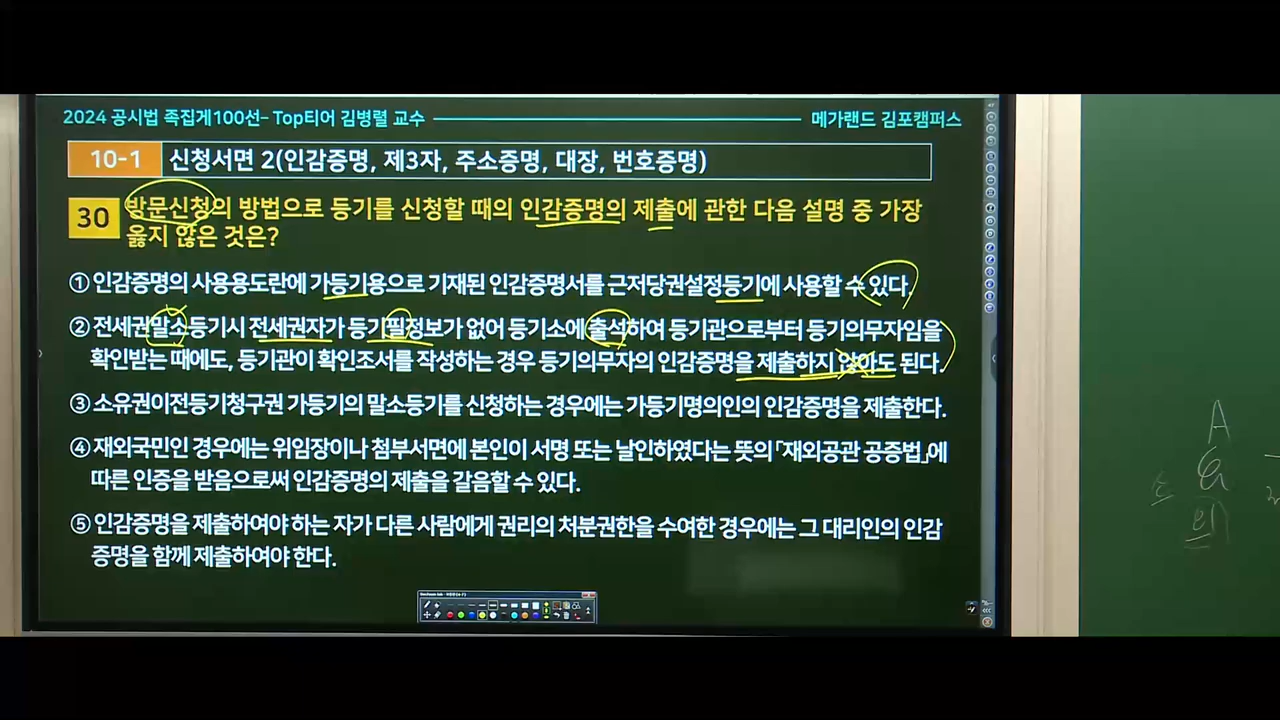 2024 공시법 족집게100선– Top티어 김병렬 교수
메가랜드 김포캠퍼스
10-1 신청서면 2(인감증명, 제3자, 주소증명, 대장, 번호증명)
30 방문신청의 방법으로 등기를 신청할 때의 인감증명의 제출에 관한 다음 설명 중 가장
옳지 않은 것은?
① 인감증명의 사용용도란에 가등기용으로 기재된 인감증명서를 근저당권설정등기에 사용할 수 있다.
② 전세권말소등기시 전세권자가 등기필정보가 없어 등기소에 출석하여 등기관으로부터 등기의무자임을
확인받는 때에도, 등기관이 확인조서를 작성하는 경우 등기의무자의 인감증명을 제출하지 않아도 된다.
③ 소유권이전등기청구권 가등기의 말소등기를 신청하는 경우에는 가등기명의인의 인감증명을 제출한다.
④ 재외국민인 경우에는 위임장이나 첨부서면에 본인이 서명 또는 날인하였다는 뜻의 「재외공관 공증법」에
따른 인증을 받음으로써 인감증명의 제출을 갈음할 수 있다.
⑤ 인감증명을 제출하여야 하는 자가 다른 사람에게 권리의 처분권한을 수여한 경우에는 그 대리인의 인감
증명을 함께 제출하여야 한다.
A